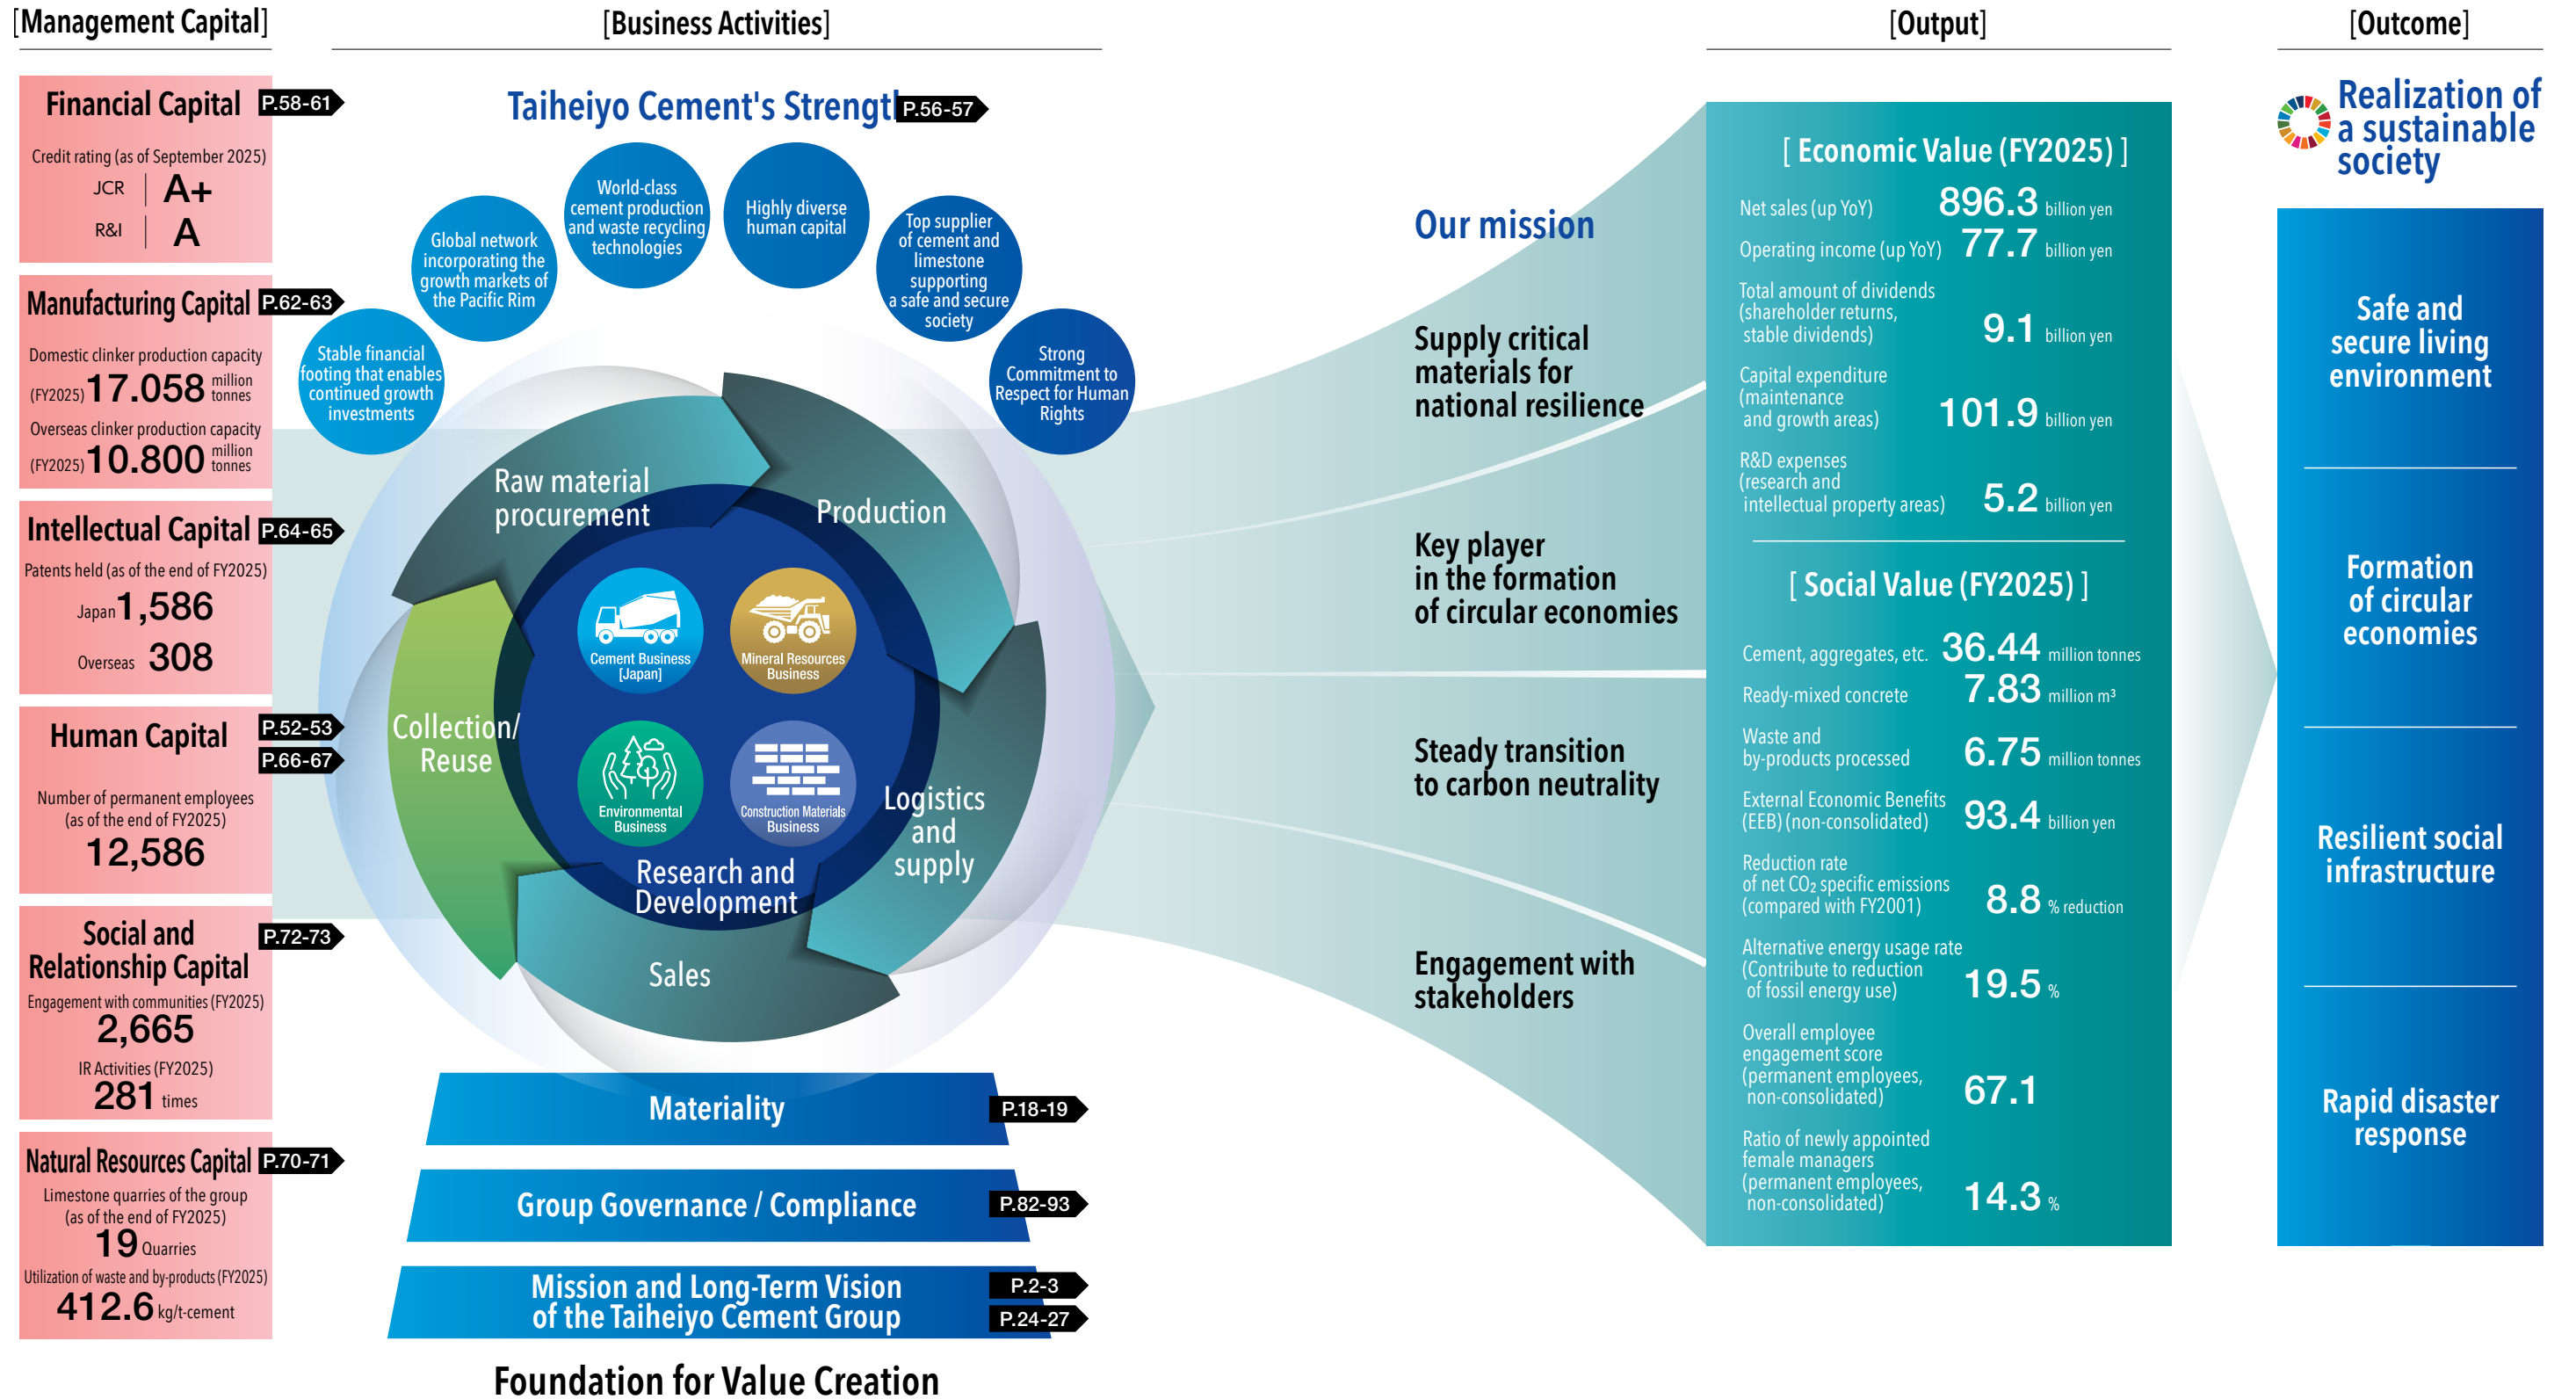 [Management Capital]
Financial Capital P.58-61
Credit rating (as of September 2025)
JCR A+
R&I A
Manufacturing Capital P.62-63
Domestic clinker production capacity
(FY2025) 17.058 million tonnes
Overseas clinker production capacity
(FY2025) 10.800 million tonnes
Intellectual Capital P.64-65
Patents held (as of the end of FY2025)
Japan 1,586
Overseas 308
Human Capital P.52-53
P.66-67
Number of permanent employees
(as of the end of FY2025)
12,586
Social and P.72-73
Relationship Capital
Engagement with communities (FY2025)
2,665
IR Activities (FY2025)
281 times
Natural Resources Capital P.70-71
Limestone quarries of the group
(as of the end of FY2025)
19 Quarries
Utilization of waste and by-products (FY2025)
412.6 kg/t-cement
[Business Activities]
Taiheiyo Cement's Strength P.56-57
Stable financial
footing that enables
continued growth
investments
Global network
incorporating the
growth markets of
the Pacific Rim
World-class
cement production
and waste recycling
technologies
Highly diverse
human capital
Top supplier
of cement and
limestone
supporting
a safe and secure
society
Strong
Commitment to
Respect for Human
Rights
Raw material
procurement
Production
Logistics
and
supply
Sales
Collection/
Reuse
Cement Business
[Japan]
Mineral Resources
Business
Environmental
Business
Construction Materials
Business
Research and
Development
Materiality P.18-19
Group Governance / Compliance P.82-93
Mission and Long-Term Vision P.2-3
of the Taiheiyo Cement Group P.24-27
Foundation for Value Creation
Our mission
Supply critical
materials for
national resilience
Key player
in the formation
of circular economies
Steady transition
to carbon neutrality
Engagement with
stakeholders
[Output]
[ Economic Value (FY2025) ]
Net sales (up YoY) 896.3 billion yen
Operating income (up YoY) 77.7 billion yen
Total amount of dividends
(shareholder returns,
stable dividends) 9.1 billion yen
Capital expenditure
(maintenance
and growth areas) 101.9 billion yen
R&D expenses
(research and
intellectual property areas) 5.2 billion yen
[ Social Value (FY2025) ]
Cement, aggregates, etc. 36.44 million tonnes
Ready-mixed concrete 7.83 million m³
Waste and
by-products processed 6.75 million tonnes
External Economic Benefits
(EEB) (non-consolidated) 93.4 billion yen
Reduction rate
of net CO₂ specific emissions
(compared with FY2001) 8.8 % reduction
Alternative energy usage rate
(Contribute to reduction
of fossil energy use) 19.5 %
Overall employee
engagement score
(permanent employees,
non-consolidated) 67.1
Ratio of newly appointed
female managers
(permanent employees,
non-consolidated) 14.3 %
[Outcome]
Realization of
a sustainable
society
Safe and
secure living
environment
Formation
of circular
economies
Resilient social
infrastructure
Rapid disaster
response